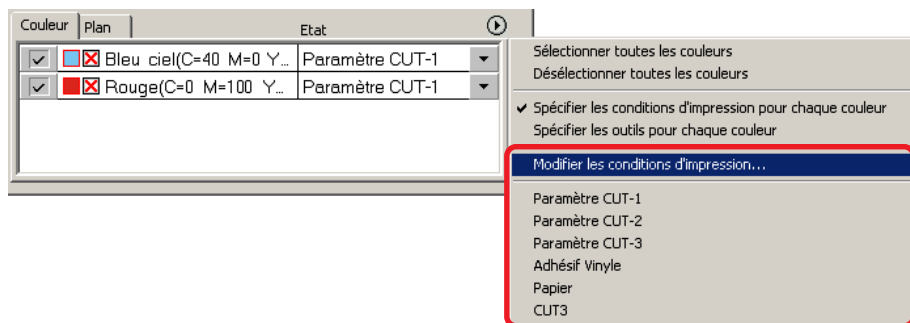 Couleur Plan Etat
Bleu ciel(C=40 M=0 Y... Paramètre CUT-1
Rouge(C=0 M=100 Y... Paramètre CUT-1
Sélectionner toutes les couleurs
Désélectionner toutes les couleurs
Spécifier les conditions d'impression pour chaque couleur
Spécifier les outils pour chaque couleur
Modifier les conditions d'impression...
Paramètre CUT-1
Paramètre CUT-2
Paramètre CUT-3
Adhésif Vinyle
Papier
CUT3